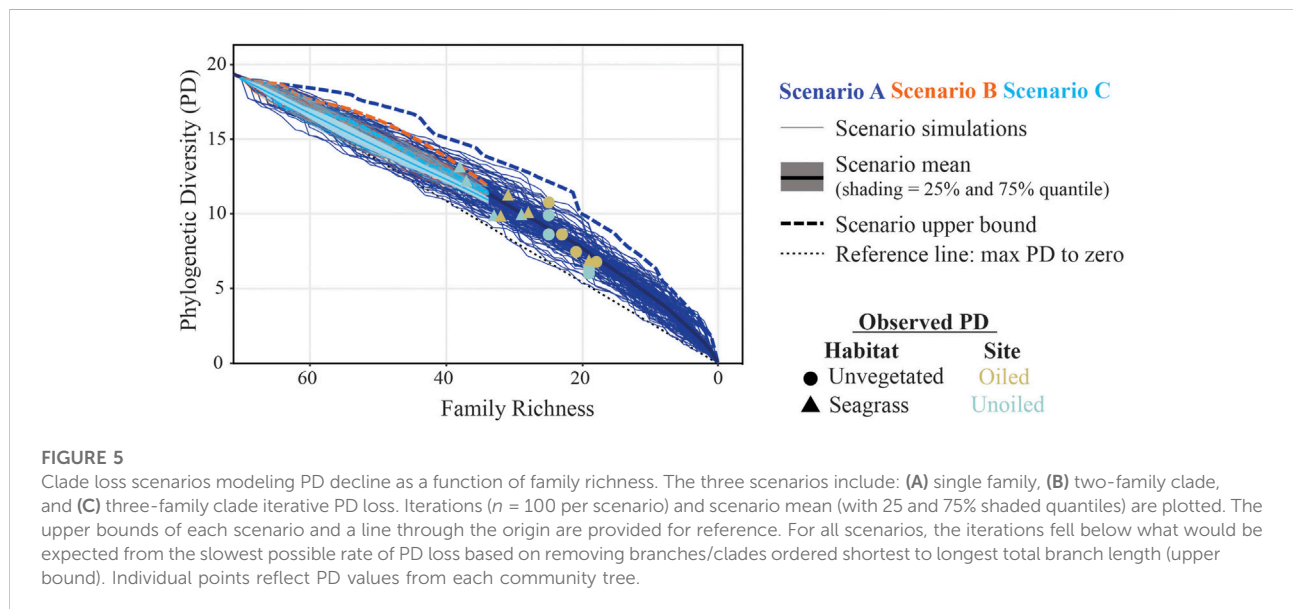 20
15
10
5
0
Phylogenetic Diversity (PD)
60
40
20
0
Family Richness
Scenario A Scenario B Scenario C
Scenario simulations
Scenario mean
(shading = 25% and 75% quantile)
Scenario upper bound
Reference line: max PD to zero
Observed PD
Habitat Site
Unvegetated Oiled
Seagrass Unoiled
FIGURE 5
Clade loss scenarios modeling PD decline as a function of family richness. The three scenarios include: (A) single family, (B) two-family clade,
and (C) three-family clade iterative PD loss. Iterations (n = 100 per scenario) and scenario mean (with 25 and 75% shaded quantiles) are plotted. The
upper bounds of each scenario and a line through the origin are provided for reference. For all scenarios, the iterations fell below what would be
expected from the slowest possible rate of PD loss based on removing branches/clades ordered shortest to longest total branch length (upper
bound). Individual points reflect PD values from each community tree.